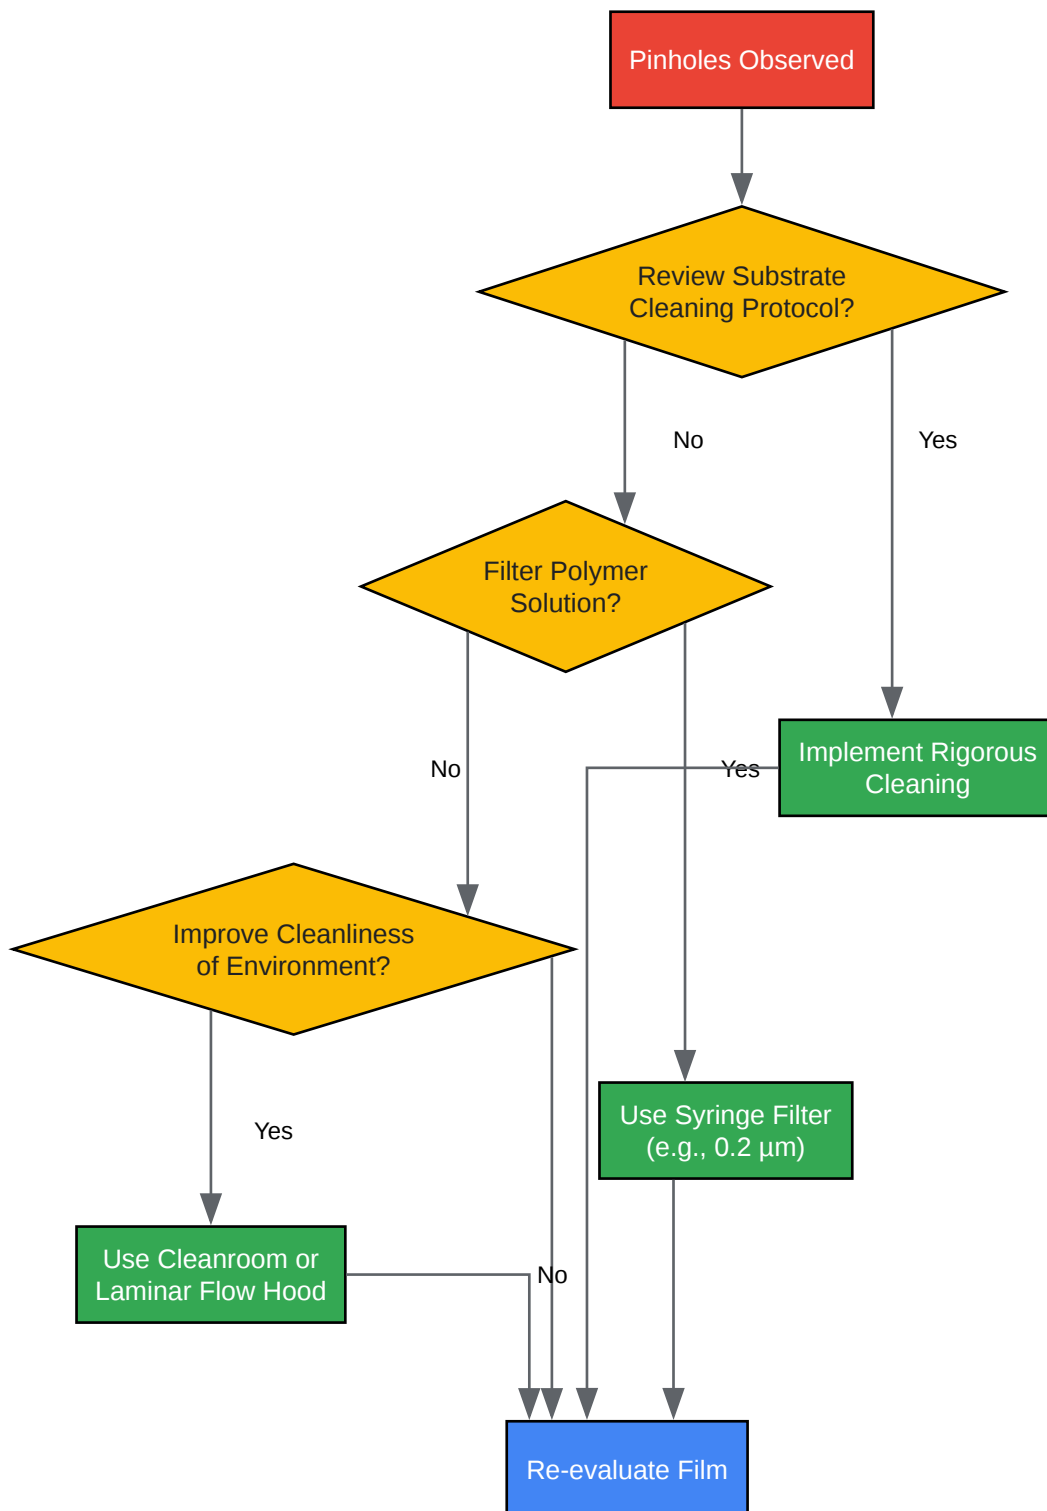 Pinholes Observed
Review Substrate
Cleaning Protocol?
No
Yes
Filter Polymer
Solution?
No
Yes
Implement Rigorous
Cleaning
Improve Cleanliness
of Environment?
Use Syringe Filter
(e.g., 0.2 µm)
Yes
Use Cleanroom or
Laminar Flow Hood
No
Re-evaluate Film